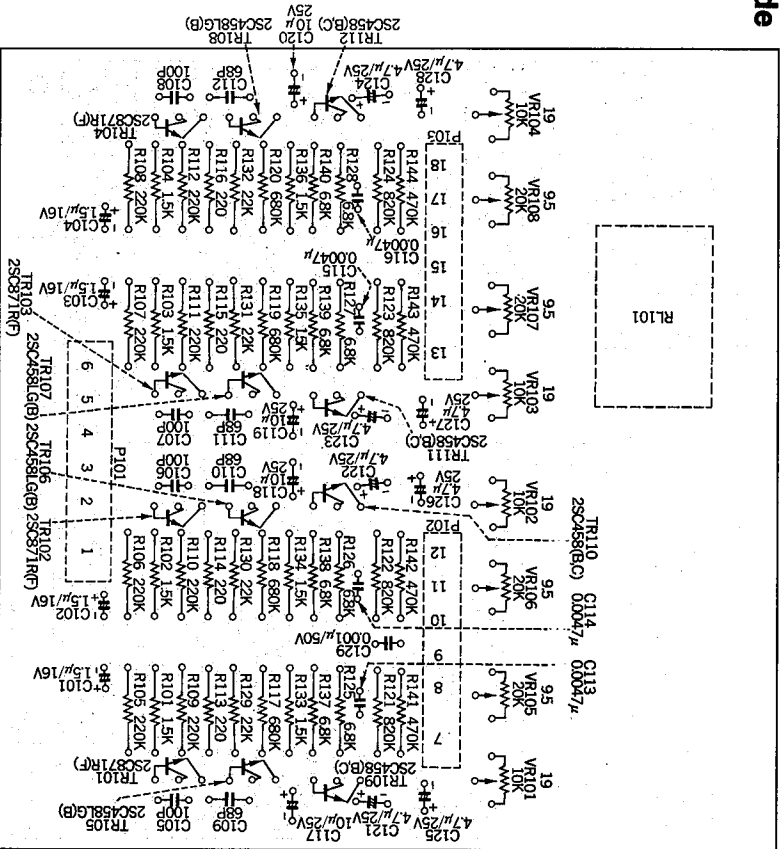 de
RL101
19
VR104
10K
9.5
VR108
20K
9.5
VR107
20K
19
VR103
10K
19
VR102
10K
9.5
VR106
20K
9.5
VR105
20K
19
VR101
10K
P103
18 17 16 15 14 13
P102
12 11 10 9 8 7
P101
6 5 4 3 2 1
R144 470K
R124 820K
R128 6.8K
R140 6.8K
R136 1.5K
R120 680K
R132 22K
R116 220
R112 220K
R104 1.5K
R108 220K
R143 470K
R123 820K
R127 6.8K
R139 6.8K
R135 1.5K
R119 680K
R131 22K
R115 220
R111 220K
R103 1.5K
R107 220K
R142 470K
R122 820K
R126 6.8K
R138 6.8K
R134 1.5K
R118 680K
R130 22K
R114 220
R110 220K
R102 1.5K
R106 220K
R141 470K
R121 820K
R125 6.8K
R137 6.8K
R133 1.5K
R117 680K
R129 22K
R113 220
R109 220K
R101 1.5K
R105 220K
C128
4.7μ/25V
C124
4.7μ/25V
TR112
2SC458(B,C)
C120
10μ
25V
TR108
2SC458LG(B)
C112
68P
C108
100P
TR104
2SC871R(F)
C116
0.0047μ
C115
0.0047μ
C104 1.5μ/16V
C103 1.5μ/16V
TR103
2SC871R(F)
TR107
2SC458LG(B)
TR106
2SC458LG(B)
TR102
2SC871R(F)
C107
100P
C111
68P
C119
10μ
25V
C123
4.7μ/25V
C127
4.7μ
25V
TR111
2SC458(B,C)
C106
100P
C110
68P
C118
10μ
25V
C122
4.7μ/25V
C126
4.7μ
25V
TR110
2SC458(B,C)
C114
0.0047μ
C113
0.0047μ
C129
0.001μ/50V
C102
1.5μ/16V
C101
1.5μ/16V
TR101
2SC871R(F)
TR105
2SC458LG(B)
TR109
2SC458(B,C)
C105
100P
C109
68P
C117 10μ/25V
C121
4.7μ/25V
C125
4.7μ/25V